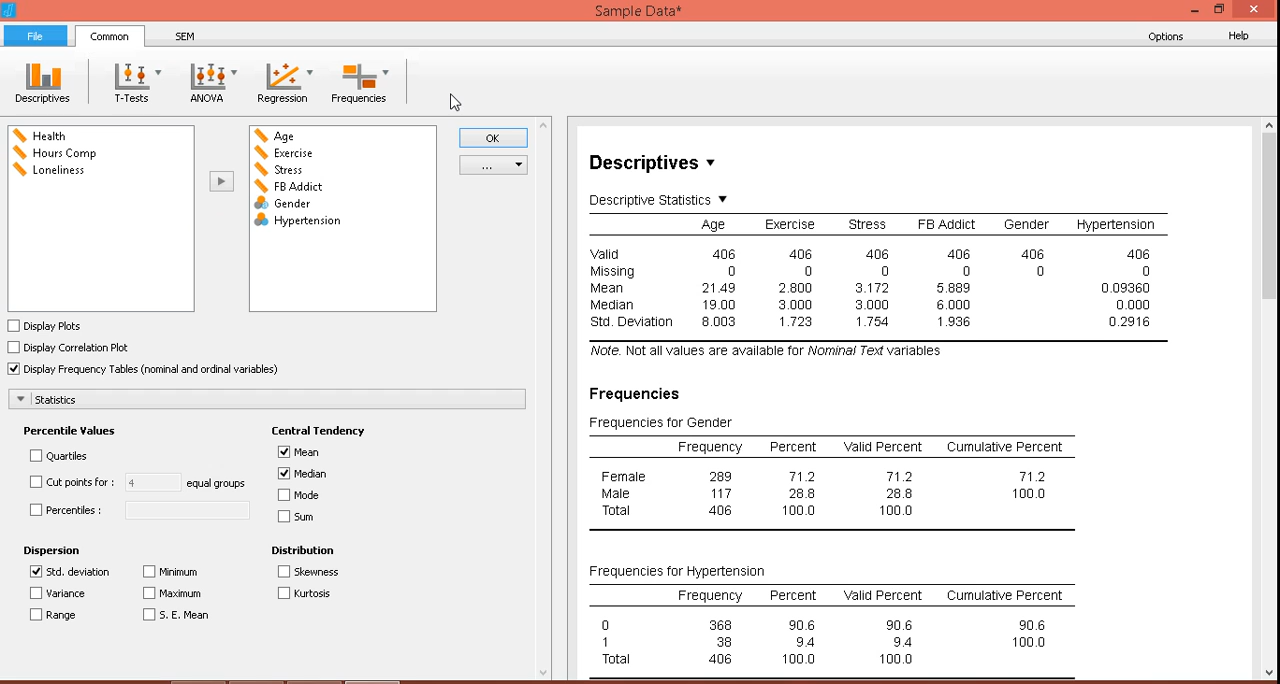 Sample Data*
File Common SEM Options Help
Descriptives T-Tests ANOVA Regression Frequencies
Health
Hours Comp
Loneliness
Age
Exercise
Stress
FB Addict
Gender
Hypertension
OK
...
Display Plots
Display Correlation Plot
Display Frequency Tables (nominal and ordinal variables)
Statistics
Percentile Values
Quartiles
Cut points for : 4 equal groups
Percentiles :
Central Tendency
Mean
Median
Mode
Sum
Dispersion
Std. deviation Minimum
Variance Maximum
Range S. E. Mean
Distribution
Skewness
Kurtosis
Descriptives
Descriptive Statistics
Age Exercise Stress FB Addict Gender Hypertension
Valid 406 406 406 406 406 406
Missing 0 0 0 0 0 0
Mean 21.49 2.800 3.172 5.889 0.09360
Median 19.00 3.000 3.000 6.000 0.000
Std. Deviation 8.003 1.723 1.754 1.936 0.2916
Note. Not all values are available for Nominal Text variables
Frequencies
Frequencies for Gender
Frequency Percent Valid Percent Cumulative Percent
Female 289 71.2 71.2 71.2
Male 117 28.8 28.8 100.0
Total 406 100.0 100.0
Frequencies for Hypertension
Frequency Percent Valid Percent Cumulative Percent
0 368 90.6 90.6 90.6
1 38 9.4 9.4 100.0
Total 406 100.0 100.0